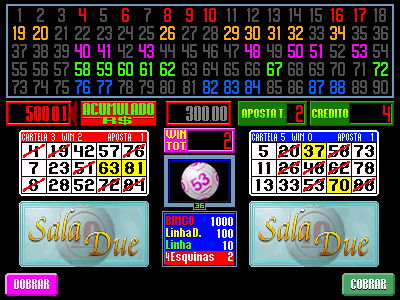 1 2 3 4 5 6 7 8 9 10 11 12 13 14 15 16 17 18
19 20 21 22 23 24 25 26 27 28 29 30 31 32 33 34 35 36
37 38 39 40 41 42 43 44 45 46 47 48 49 50 51 52 53 54
55 56 57 58 59 60 61 62 63 64 65 66 67 68 69 70 71 72
73 74 75 76 77 78 79 80 81 82 83 84 85 86 87 88 89 90
500.01 ACUMULADO R$ 300.00 APOSTA T 2 CREDITO 4
CARTELA 3 WIN 2 APOSTA 1
4 19 42 57 76
7 23 51 63 81
8 52 72 84
WIN TOT 2
53
36
CARTELA 5 WIN 0 APOSTA 1
5 20 37 58 73
11 26 48 62 78
13 33 53 70 86
Sala Due
BINGO 1000
Linha D. 100
Linha 10
4Esquinas 2
Sala Due
DOBRAR
COBRAR